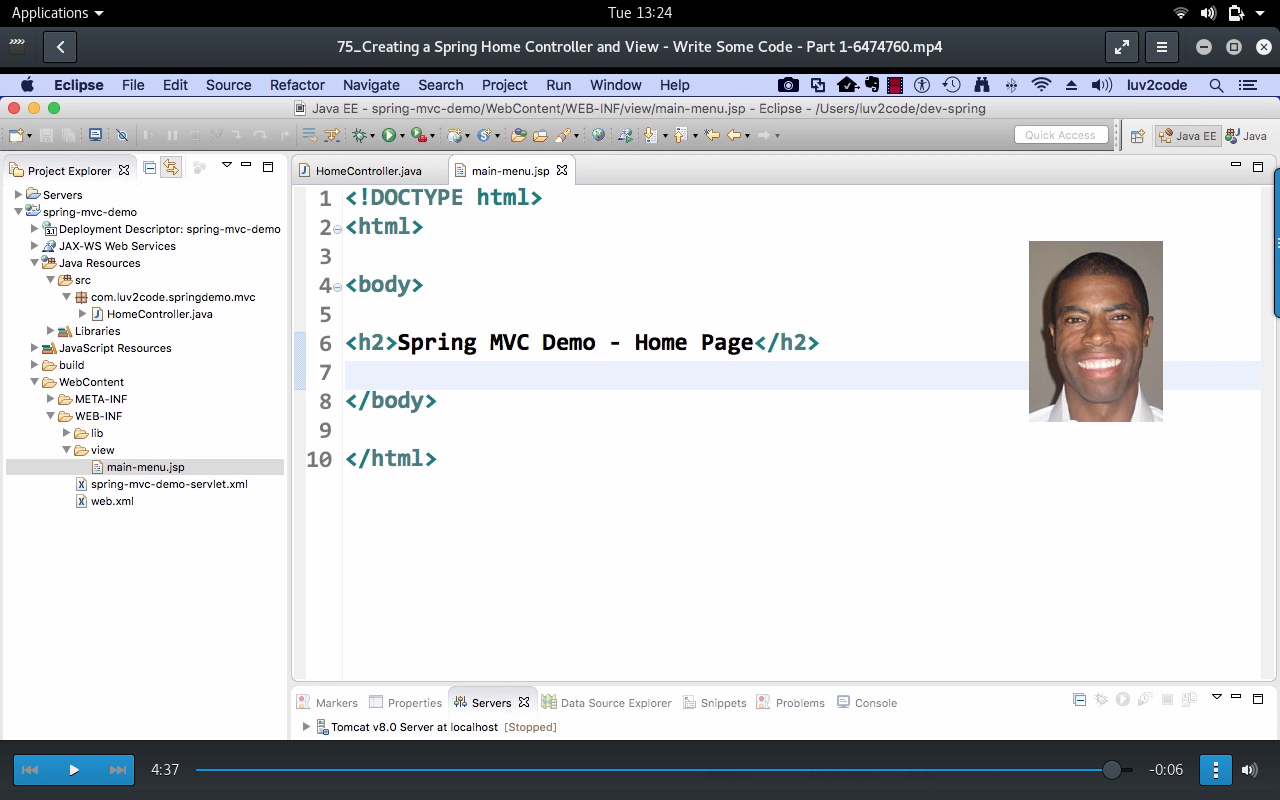 Applications
Tue 13:24
75_Creating a Spring Home Controller and View - Write Some Code - Part 1-6474760.mp4
Eclipse File Edit Source Refactor Navigate Search Project Run Window Help luv2code
Java EE - spring-mvc-demo/WebContent/WEB-INF/view/main-menu.jsp - Eclipse - /Users/luv2code/dev-spring
Quick Access Java EE Java
Project Explorer
Servers
spring-mvc-demo
Deployment Descriptor: spring-mvc-demo
JAX-WS Web Services
Java Resources
src
com.luv2code.springdemo.mvc
HomeController.java
Libraries
JavaScript Resources
build
WebContent
META-INF
WEB-INF
lib
view
main-menu.jsp
spring-mvc-demo-servlet.xml
web.xml
HomeController.java main-menu.jsp
1 <!DOCTYPE html>
2 <html>
3
4 <body>
5
6 <h2>Spring MVC Demo - Home Page</h2>
7
8 </body>
9
10 </html>
Markers Properties Servers Data Source Explorer Snippets Problems Console
Tomcat v8.0 Server at localhost [Stopped]
4:37 -0:06